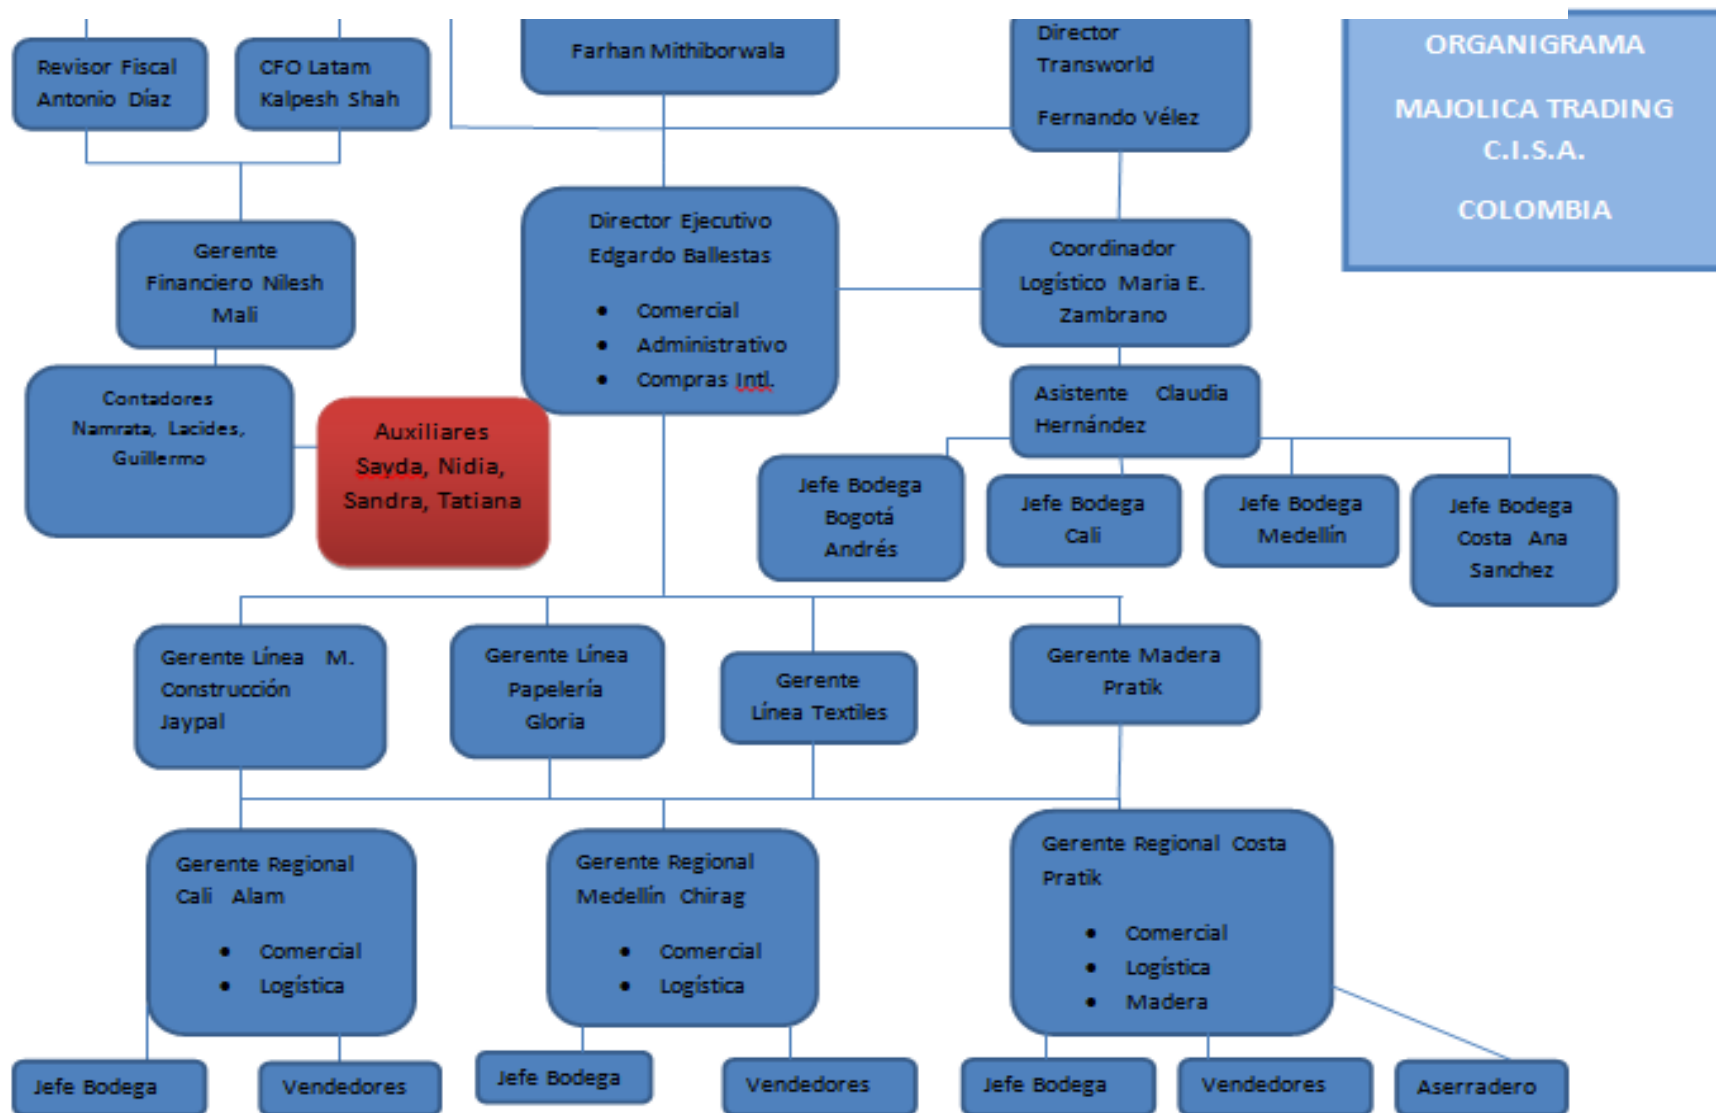 ORGANIGRAMA
MAJOLICA TRADING
C.I.S.A.
COLOMBIA
Revisor Fiscal
Antonio Díaz
CFO Latam
Kalpesh Shah
Farhan Mithiborwala
Director
Transworld
Fernando Vélez
Gerente
Financiero Nilesh
Mali
Director Ejecutivo
Edgardo Ballestas
• Comercial
• Administrativo
• Compras Intl.
Coordinador
Logístico Maria E.
Zambrano
Contadores
Namrata, Lacides,
Guillermo
Auxiliares
Sayda, Nidia,
Sandra, Tatiana
Asistente Claudia
Hernández
Jefe Bodega
Bogotá
Andrés
Jefe Bodega
Cali
Jefe Bodega
Medellín
Jefe Bodega
Costa Ana
Sanchez
Gerente Línea M.
Construcción
Jaypal
Gerente Línea
Papelería
Gloria
Gerente
Línea Textiles
Gerente Madera
Pratik
Gerente Regional
Cali Alam
• Comercial
• Logística
Gerente Regional
Medellín Chirag
• Comercial
• Logística
Gerente Regional Costa
Pratik
• Comercial
• Logística
• Madera
Jefe Bodega
Vendedores
Jefe Bodega
Vendedores
Jefe Bodega
Vendedores
Aserradero